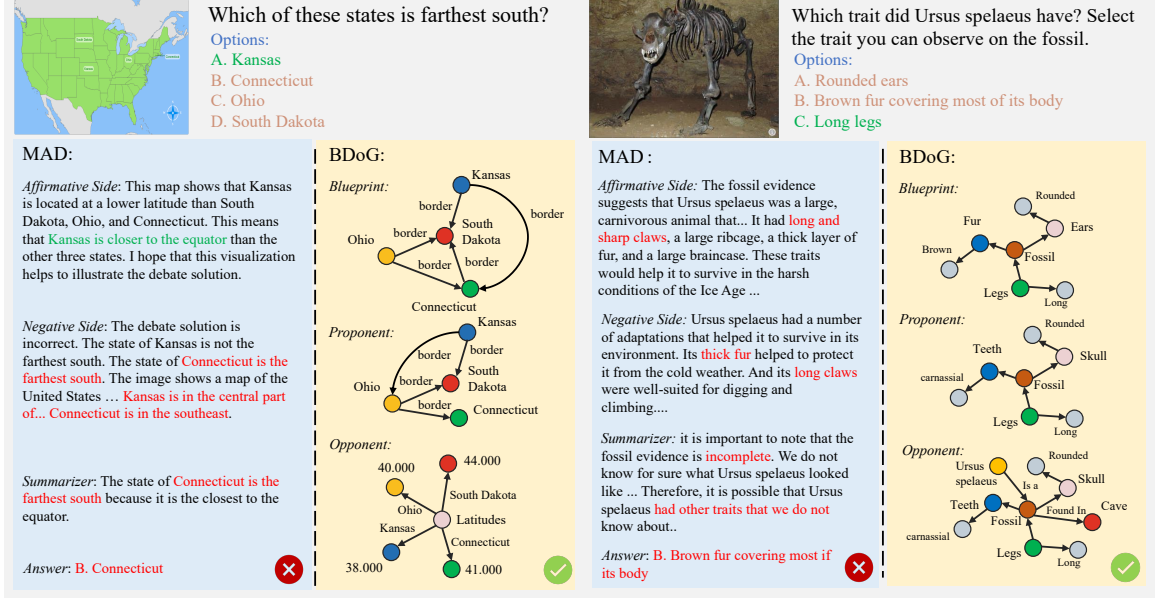 Which of these states is farthest south?
Options:
A. Kansas
B. Connecticut
C. Ohio
D. South Dakota
MAD:
Affirmative Side: This map shows that Kansas
is located at a lower latitude than South
Dakota, Ohio, and Connecticut. This means
that Kansas is closer to the equator than the
other three states. I hope that this visualization
helps to illustrate the debate solution.
Negative Side: The debate solution is
incorrect. The state of Kansas is not the
farthest south. The state of Connecticut is the
farthest south. The image shows a map of the
United States … Kansas is in the central part
of... Connecticut is in the southeast.
Summarizer: The state of Connecticut is the
farthest south because it is the closest to the
equator.
Answer: B. Connecticut
BDoG:
Blueprint:
Kansas
border
border
South
Dakota
border
Ohio
border
border
Connecticut
Proponent:
Kansas
border
border
South
Dakota
Ohio
border
border
Connecticut
Opponent:
40.000
44.000
South Dakota
Ohio
Latitudes
Kansas
Connecticut
38.000
41.000
Which trait did Ursus spelaeus have? Select
the trait you can observe on the fossil.
Options:
A. Rounded ears
B. Brown fur covering most of its body
C. Long legs
MAD :
Affirmative Side: The fossil evidence
suggests that Ursus spelaeus was a large,
carnivorous animal that... It had long and
sharp claws, a large ribcage, a thick layer of
fur, and a large braincase. These traits
would help it to survive in the harsh
conditions of the Ice Age ...
Negative Side: Ursus spelaeus had a number
of adaptations that helped it to survive in its
environment. Its thick fur helped to protect
it from the cold weather. And its long claws
were well-suited for digging and
climbing....
Summarizer: it is important to note that the
fossil evidence is incomplete. We do not
know for sure what Ursus spelaeus looked
like ... Therefore, it is possible that Ursus
spelaeus had other traits that we do not
know about..
Answer: B. Brown fur covering most if
its body
BDoG:
Blueprint:
Rounded
Fur
Ears
Brown
Fossil
Legs
Long
Proponent:
Rounded
Teeth
Skull
carnassial
Fossil
Legs
Long
Opponent:
Rounded
Ursus
spelaeus
Is a
Skull
Teeth
Cave
Fossil
Found In
carnassial
Legs
Long